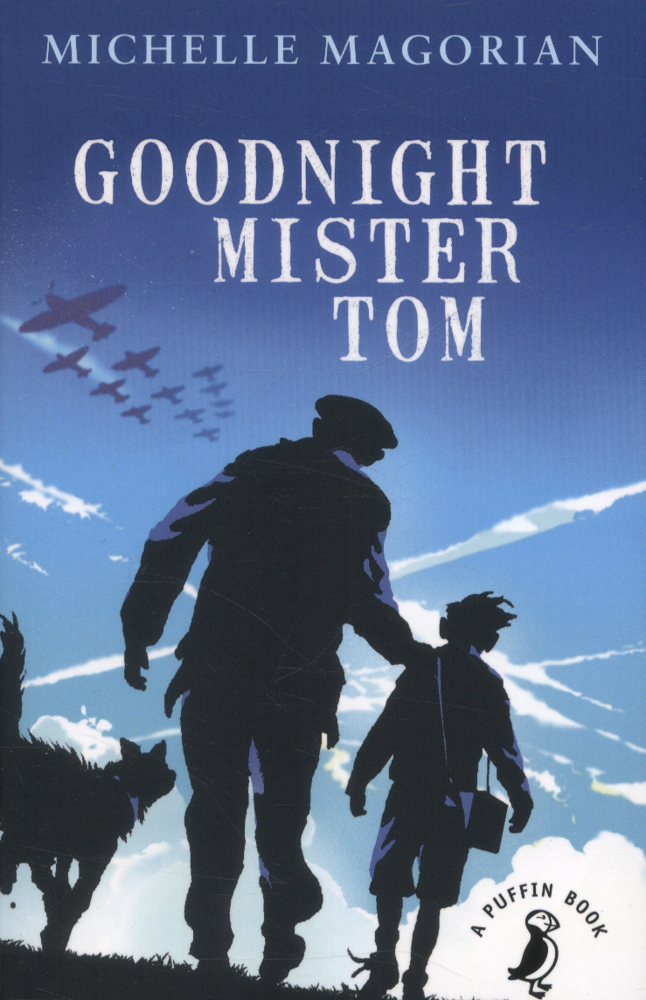 MICHELLE MAGORIAN
GOODNIGHT
MISTER
TOM
A PUFFIN BOOK